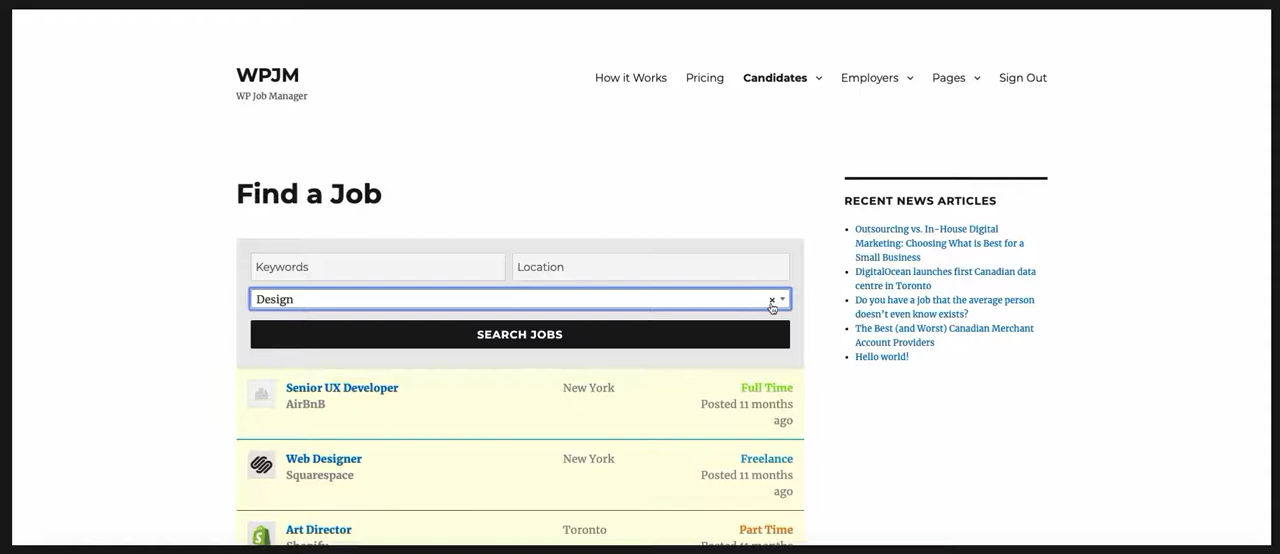 WPJM
WP Job Manager
How it Works Pricing Candidates Employers Pages Sign Out
Find a Job
Keywords
Location
Design ×
SEARCH JOBS
Senior UX Developer
AirBnB
New York
Full Time
Posted 11 months
ago
Web Designer
Squarespace
New York
Freelance
Posted 11 months
ago
Art Director
Shopify
Toronto
Part Time
Posted 11 months
RECENT NEWS ARTICLES
Outsourcing vs. In-House Digital
Marketing: Choosing What is Best for a
Small Business
DigitalOcean launches first Canadian data
centre in Toronto
Do you have a job that the average person
doesn't even know exists?
The Best (and Worst) Canadian Merchant
Account Providers
Hello world!